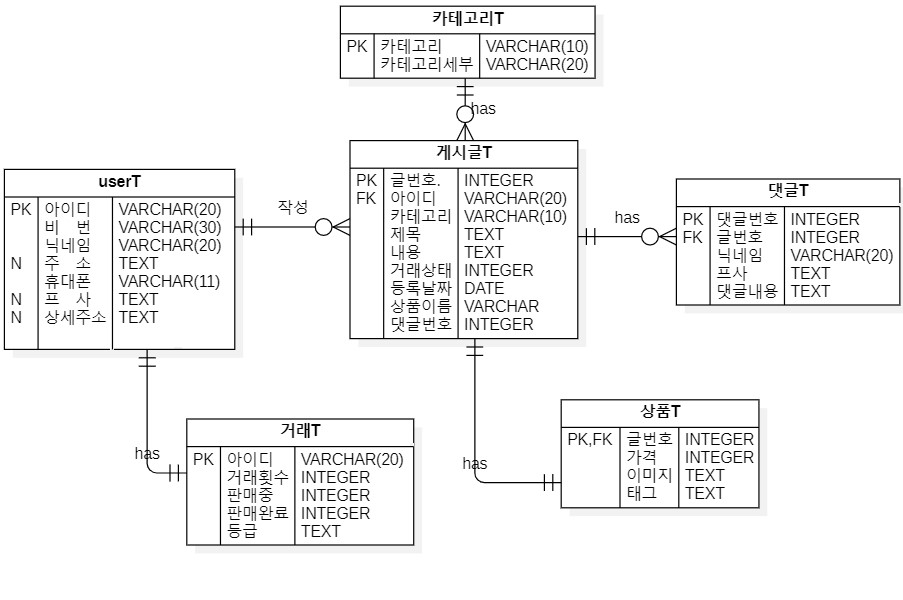 카테고리T
PK 카테고리 VARCHAR(10)
카테고리세부 VARCHAR(20)
has
게시글T
PK 글번호. INTEGER
FK 아이디 VARCHAR(20)
카테고리 VARCHAR(10)
제목 TEXT
내용 TEXT
거래상태 INTEGER
등록날짜 DATE
상품이름 VARCHAR
댓글번호 INTEGER
userT
PK 아이디 VARCHAR(20)
비 번 VARCHAR(30)
닉네임 VARCHAR(20)
N 주 소 TEXT
휴대폰 VARCHAR(11)
N 프 사 TEXT
N 상세주소 TEXT
작성
has
댓글T
PK 댓글번호 INTEGER
FK 글번호 INTEGER
닉네임 VARCHAR(20)
프사 TEXT
댓글내용 TEXT
has
거래T
PK 아이디 VARCHAR(20)
거래횟수 INTEGER
판매중 INTEGER
판매완료 INTEGER
등급 TEXT
has
상품T
PK,FK 글번호 INTEGER
가격 INTEGER
이미지 TEXT
태그 TEXT